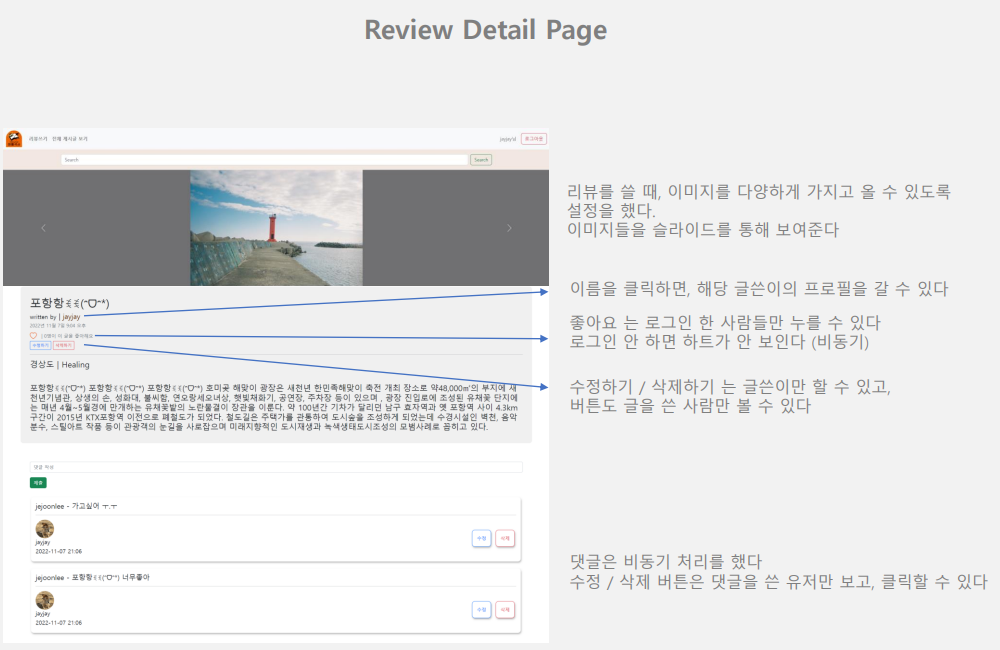 Review Detail Page
리뷰쓰기 전체 게시글 보기
jayjay님 로그아웃
Search Search
포항항ミミ(ᵔᗜᵔ*)
written by | jayjay
2022년 11월 7일 9:04 오후
0명이 이 글을 좋아해요
수정하기 삭제하기
경상도 | Healing
포항항ミミ(ᵔᗜᵔ*) 포항항ミミ(ᵔᗜᵔ*) 포항항ミミ(ᵔᗜᵔ*) 호미곶 해맞이 광장은 새천년 한민족해맞이 축전 개최 장소로 약48,000㎡의 부지에 새
천년기념관, 상생의 손, 성화대, 불씨함, 연오랑세오녀상, 햇빛채화기, 공연장, 주차장 등이 있으며, 광장 진입로에 조성된 유채꽃 단지에
는 매년 4월~5월경에 만개하는 유채꽃밭의 노란물결이 장관을 이룬다. 약 100년간 기차가 달리던 남구 효자역과 옛 포항역 사이 4.3km
구간이 2015년 KTX포항역 이전으로 폐철도가 되었다. 철도길은 주택가를 관통하여 도시숲을 조성하게 되었는데 수경시설인 벽천, 음악
분수, 스틸아트 작품 등이 관광객의 눈길을 사로잡으며 미래지향적인 도시재생과 녹색생태도시조성의 모범사례로 꼽히고 있다.
댓글 작성
제출
jejoonlee - 가고싶어 ㅜ.ㅜ
jayjay
2022-11-07 21:06
수정 삭제
jejoonlee - 포항항ミミ(ᵔᗜᵔ*) 너무좋아
jayjay
2022-11-07 21:06
수정 삭제
리뷰를 쓸 때, 이미지를 다양하게 가지고 올 수 있도록
설정을 했다.
이미지들을 슬라이드를 통해 보여준다
이름을 클릭하면, 해당 글쓴이의 프로필을 갈 수 있다
좋아요 는 로그인 한 사람들만 누를 수 있다
로그인 안 하면 하트가 안 보인다 (비동기)
수정하기 / 삭제하기 는 글쓴이만 할 수 있고,
버튼도 글을 쓴 사람만 볼 수 있다
댓글은 비동기 처리를 했다
수정 / 삭제 버튼은 댓글을 쓴 유저만 보고, 클릭할 수 있다